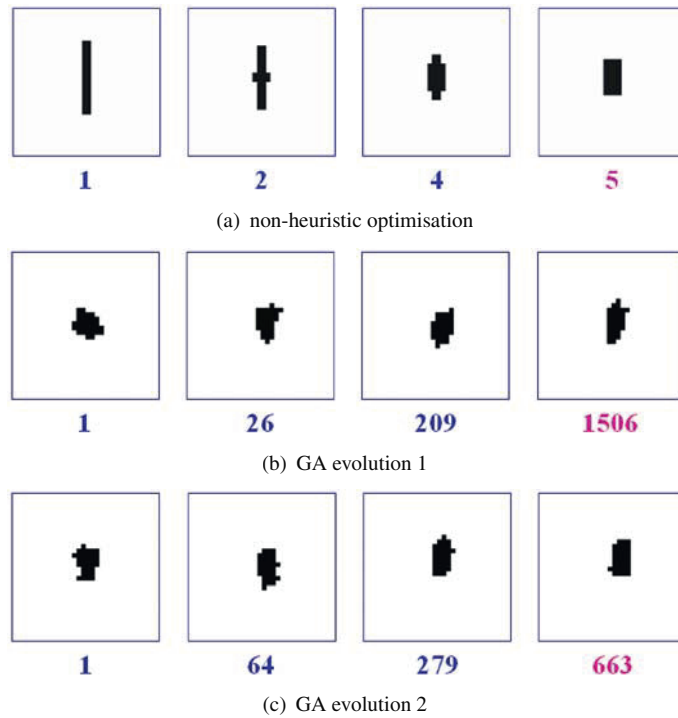 1 2 4 5
(a) non-heuristic optimisation
1 26 209 1506
(b) GA evolution 1
1 64 279 663
(c) GA evolution 2